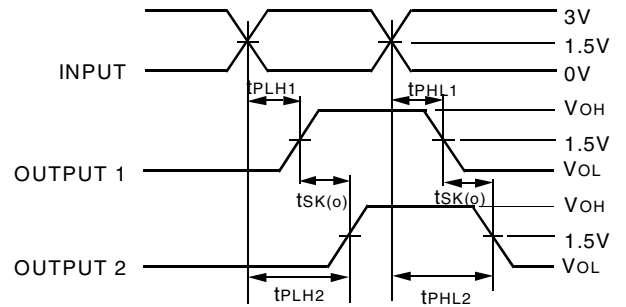 3V
1.5V
INPUT
0V
tPLH1
tPHL1
VOH
1.5V
OUTPUT 1
VOL
tSK(o)
tSK(o)
VOH
1.5V
OUTPUT 2
VOL
tPLH2
tPHL2